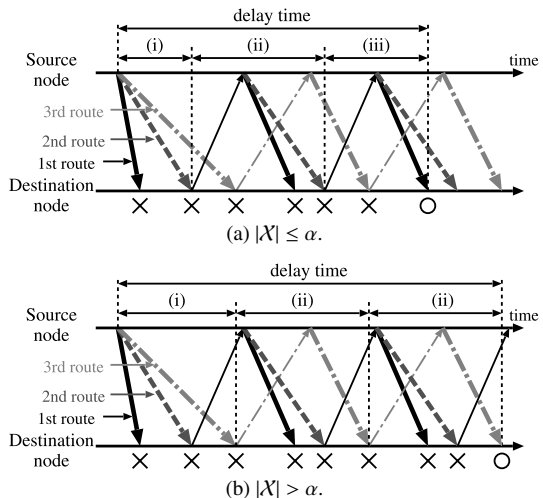 delay time
(i) (ii) (iii)
Source
node
time
3rd route
2nd route
1st route
Destination
node
× × × × × × ○
(a) |X| ≤ α.
delay time
(i) (ii) (ii)
Source
node
time
3rd route
2nd route
1st route
Destination
node
× × × × × × × × ○
(b) |X| > α.